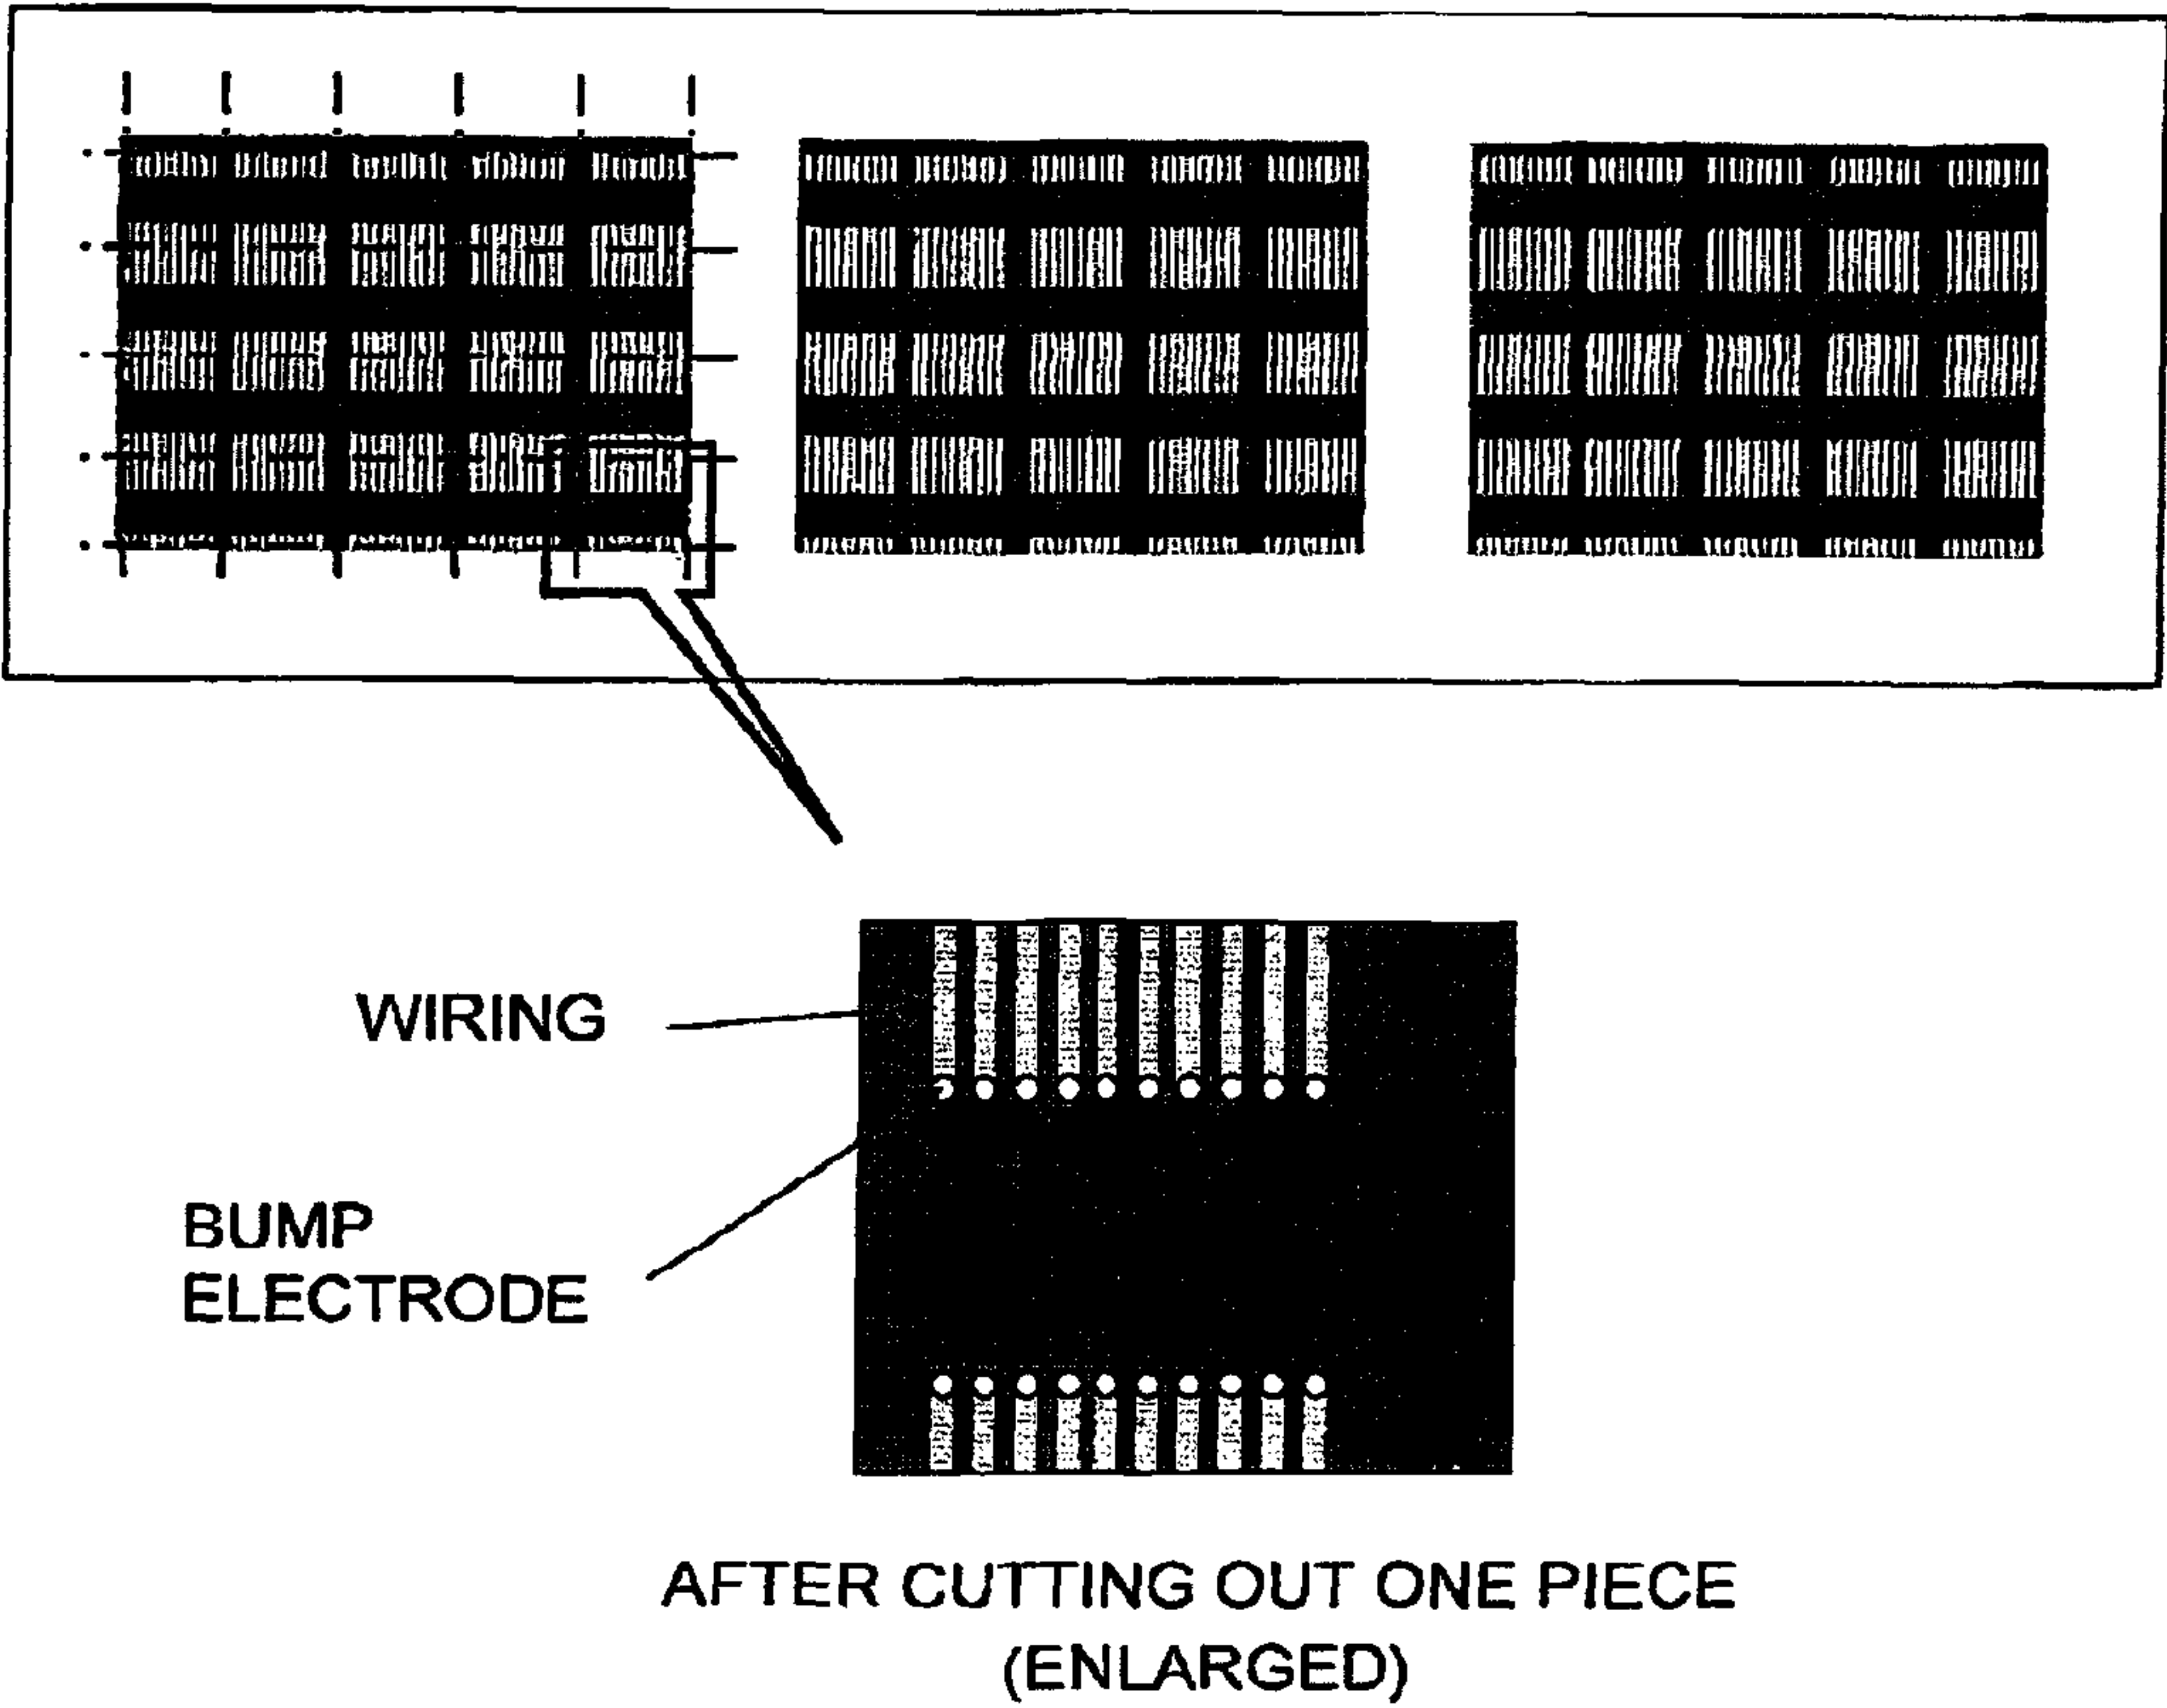 WIRING
BUMP
ELECTRODE
AFTER CUTTING OUT ONE PIECE
(ENLARGED)